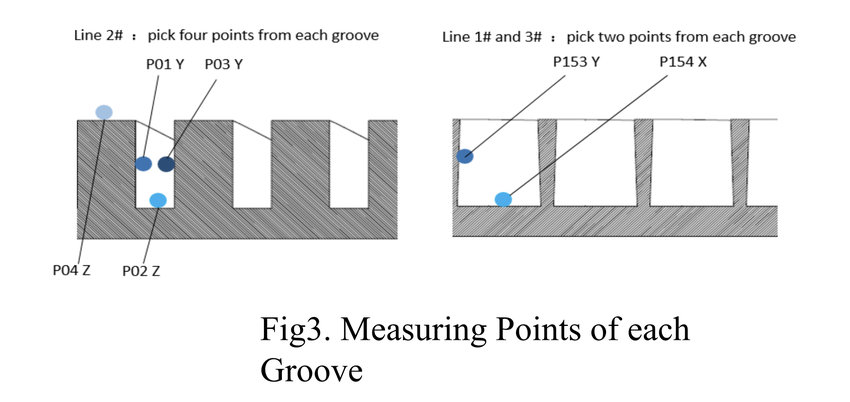 Line 2# ： pick four points from each groove
P01 Y P03 Y
P04 Z P02 Z
Line 1# and 3# ： pick two points from each groove
P153 Y P154 X
Fig3. Measuring Points of each
Groove